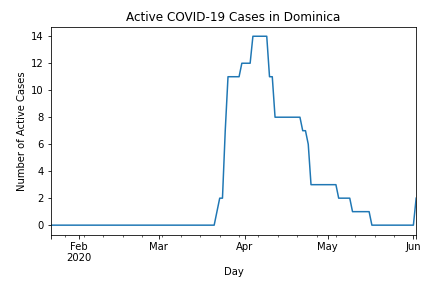 Active COVID-19 Cases in Dominica
Number of Active Cases
14
12
10
8
6
4
2
0
Feb
2020
Mar
Apr
May
Jun
Day